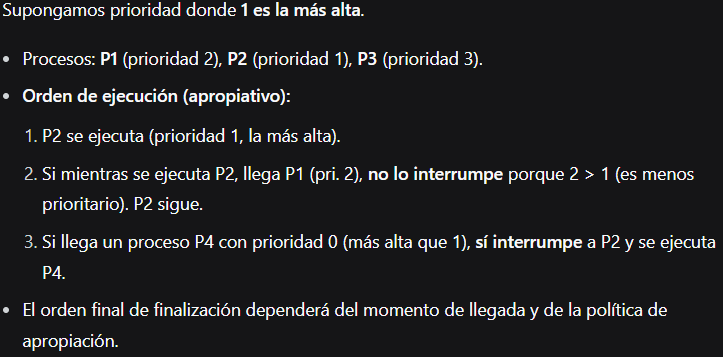 Supongamos prioridad donde 1 es la más alta.
• Procesos: P1 (prioridad 2), P2 (prioridad 1), P3 (prioridad 3).
• Orden de ejecución (apropiativo):
1. P2 se ejecuta (prioridad 1, la más alta).
2. Si mientras se ejecuta P2, llega P1 (pri. 2), no lo interrumpe porque 2 > 1 (es menos
prioritario). P2 sigue.
3. Si llega un proceso P4 con prioridad 0 (más alta que 1), sí interrumpe a P2 y se ejecuta
P4.
• El orden final de finalización dependerá del momento de llegada y de la política de
apropiación.